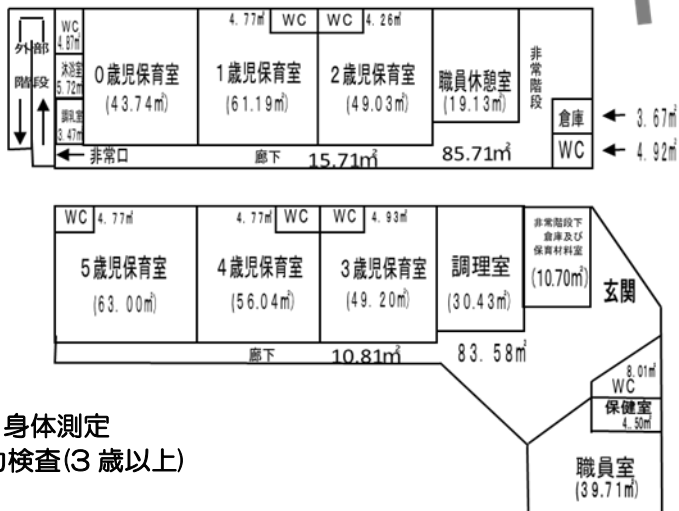 外部
階段
WC
4.87㎡
沐浴室
5.72㎡
調乳室
3.47㎡
0歳児保育室
(43.74㎡)
4.77㎡ WC
1歳児保育室
(61.19㎡)
WC 4.26㎡
2歳児保育室
(49.03㎡)
職員休憩室
(19.13㎡)
非常階段
倉庫 3.67㎡
WC 4.92㎡
非常口
廊下 15.71㎡ 85.71㎡
WC 4.77㎡
5歳児保育室
(63.00㎡)
4.77㎡ WC
4歳児保育室
(56.04㎡)
WC 4.93㎡
3歳児保育室
(49.20㎡)
調理室
(30.43㎡)
非常階段下
倉庫及び
保育材料室
(10.70㎡)
玄関
廊下 10.81㎡ 83.58㎡
8.01㎡
WC
保健室
4.50㎡
職員室
(39.71㎡)
身体測定
検査(3歳以上)